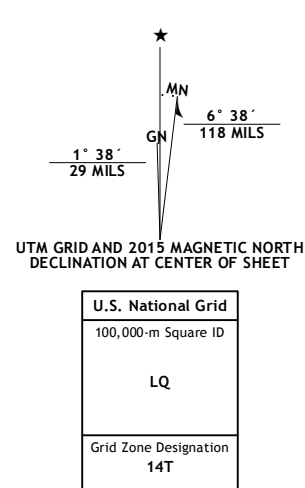 ★
MN
GN
6° 38´
118 MILS
1° 38´
29 MILS
UTM GRID AND 2015 MAGNETIC NORTH
DECLINATION AT CENTER OF SHEET
U.S. National Grid
100,000-m Square ID
LQ
Grid Zone Designation
14T